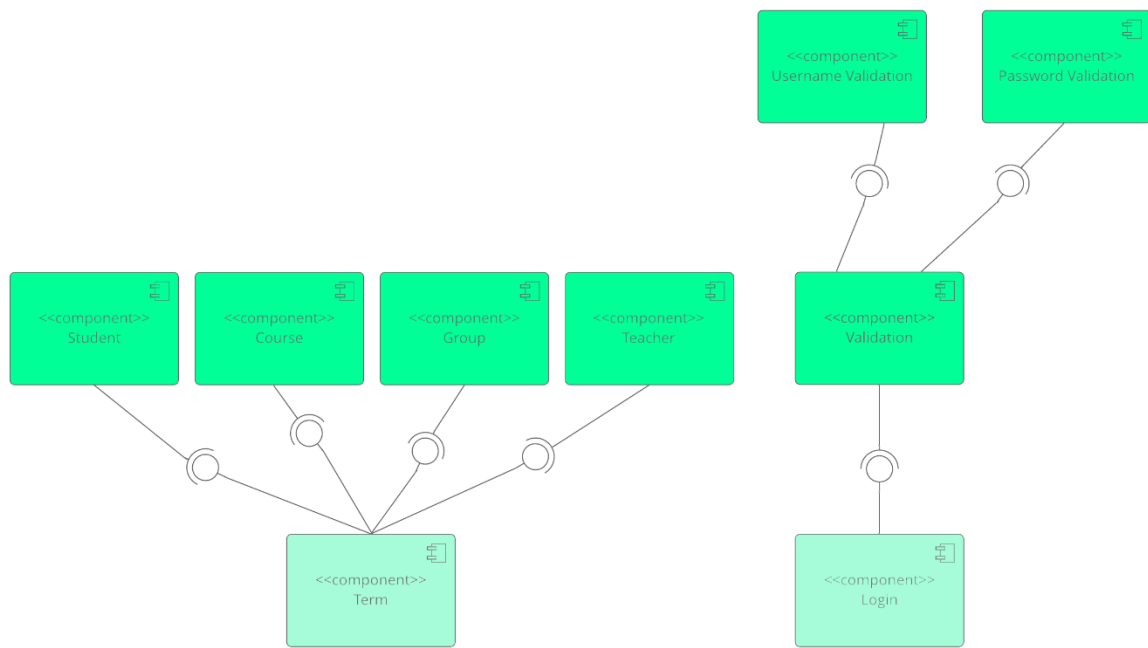 <<component>>
Username Validation
<<component>>
Password Validation
<<component>>
Student
<<component>>
Course
<<component>>
Group
<<component>>
Teacher
<<component>>
Validation
<<component>>
Term
<<component>>
Login